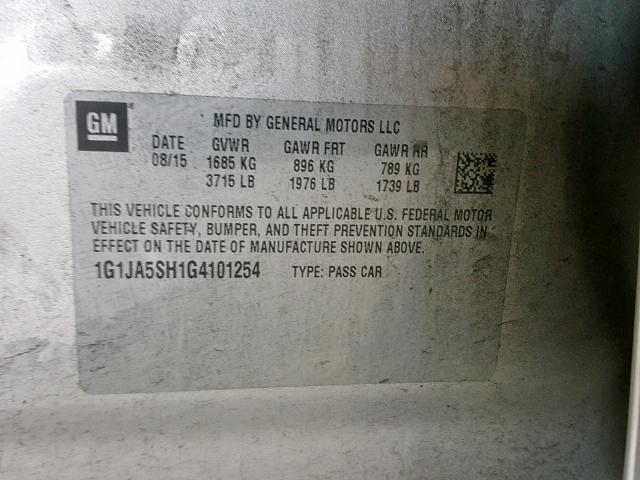 GM
MFD BY GENERAL MOTORS LLC
DATE GVWR GAWR FRT GAWR RR
08/15 1685 KG 896 KG 789 KG
3715 LB 1976 LB 1739 LB
THIS VEHICLE CONFORMS TO ALL APPLICABLE U.S. FEDERAL MOTOR
VEHICLE SAFETY, BUMPER, AND THEFT PREVENTION STANDARDS IN
EFFECT ON THE DATE OF MANUFACTURE SHOWN ABOVE.
1G1JA5SH1G4101254 TYPE: PASS CAR